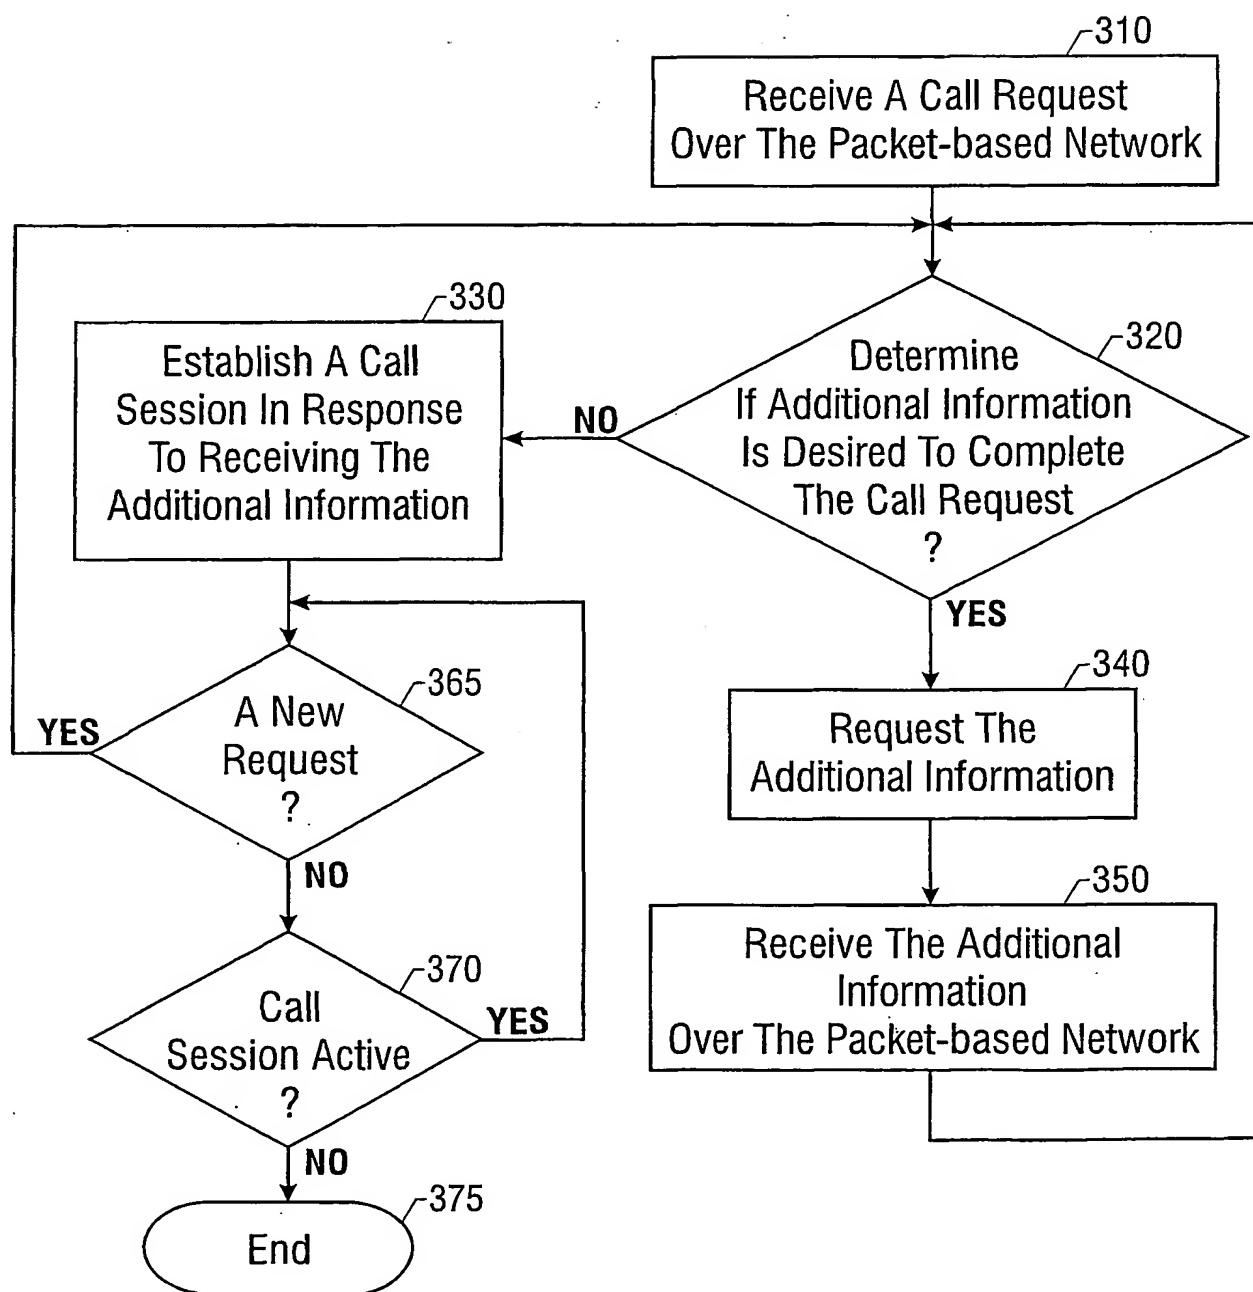 310
Receive A Call Request
Over The Packet-based Network
330
Establish A Call
Session In Response
To Receiving The
Additional Information
320
Determine
If Additional Information
Is Desired To Complete
The Call Request
?
NO
YES
365
A New
Request
?
YES
NO
340
Request The
Additional Information
350
Receive The Additional
Information
Over The Packet-based Network
370
Call
Session Active
?
YES
NO
375
End